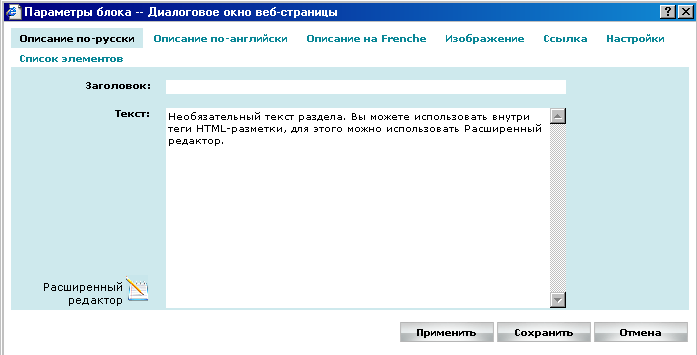 Параметры блока -- Диалоговое окно веб-страницы
Описание по-русски Описание по-английски Описание на Frenche Изображение Ссылка Настройки
Список элементов
Заголовок:
Текст:
Необязательный текст раздела. Вы можете использовать внутри
теги HTML-разметки, для этого можно использовать Расширенный
редактор.
Расширенный
редактор
Применить Сохранить Отмена